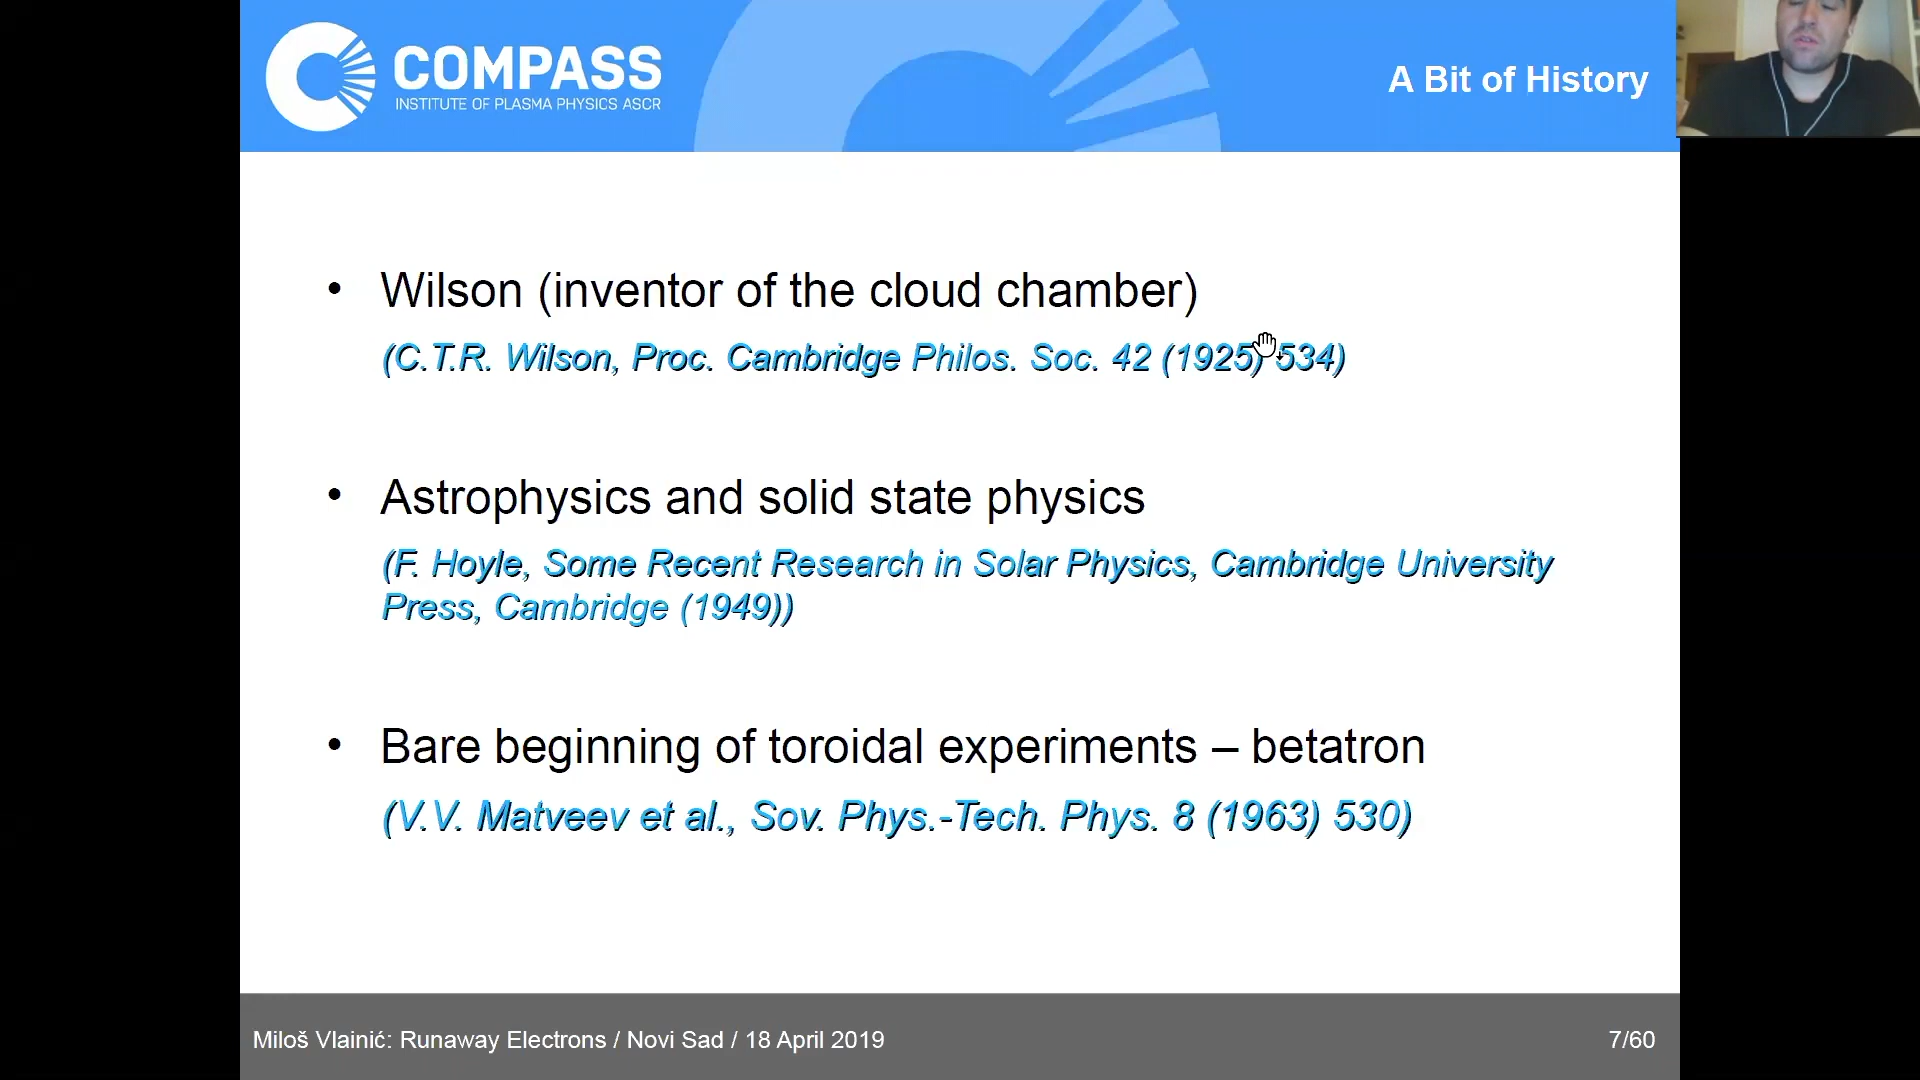 COMPASS
INSTITUTE OF PLASMA PHYSICS ASCR
A Bit of History
• Wilson (inventor of the cloud chamber)
(C.T.R. Wilson, Proc. Cambridge Philos. Soc. 42 (1925) 534)
• Astrophysics and solid state physics
(F. Hoyle, Some Recent Research in Solar Physics, Cambridge University
Press, Cambridge (1949))
• Bare beginning of toroidal experiments – betatron
(V.V. Matveev et al., Sov. Phys.-Tech. Phys. 8 (1963) 530)
Miloš Vlainić: Runaway Electrons / Novi Sad / 18 April 2019
7/60